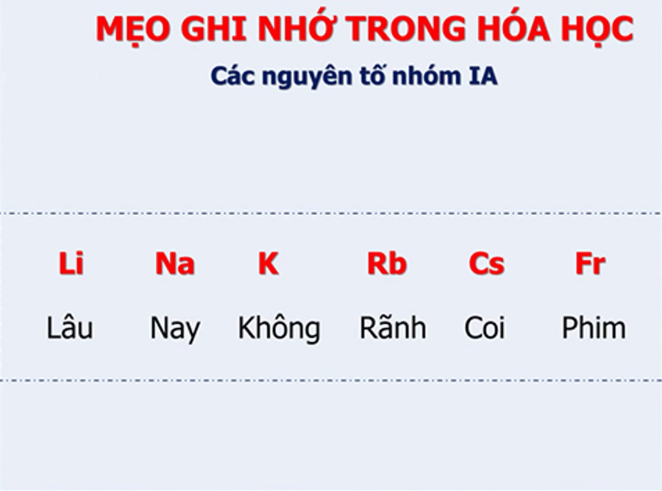 MẸO GHI NHỚ TRONG HÓA HỌC
Các nguyên tố nhóm IA
Li Na K Rb Cs Fr
Lâu Nay Không Rãnh Coi Phim